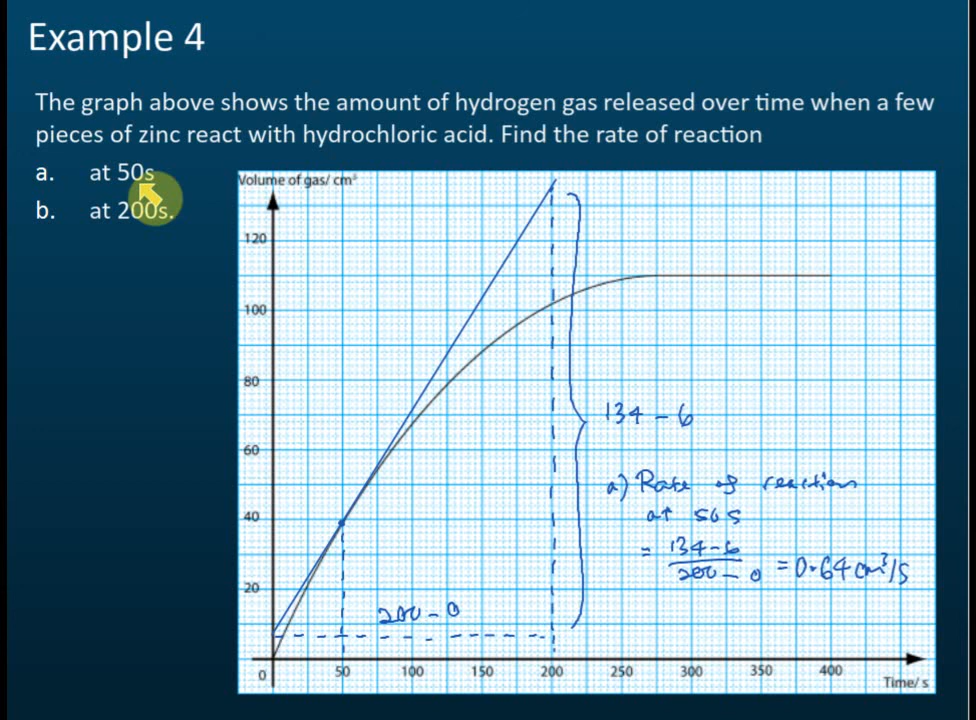 Example 4
The graph above shows the amount of hydrogen gas released over time when a few
pieces of zinc react with hydrochloric acid. Find the rate of reaction
a. at 50s
b. at 200s.
Volume of gas/ cm³
120
100
80
60
40
20
0
50 100 150 200 250 300 350 400
Time/ s
134 - 6
a) Rate of reaction
at 50s
= 134-6
200 - 0
= 0.64 cm³/s
200 - 0